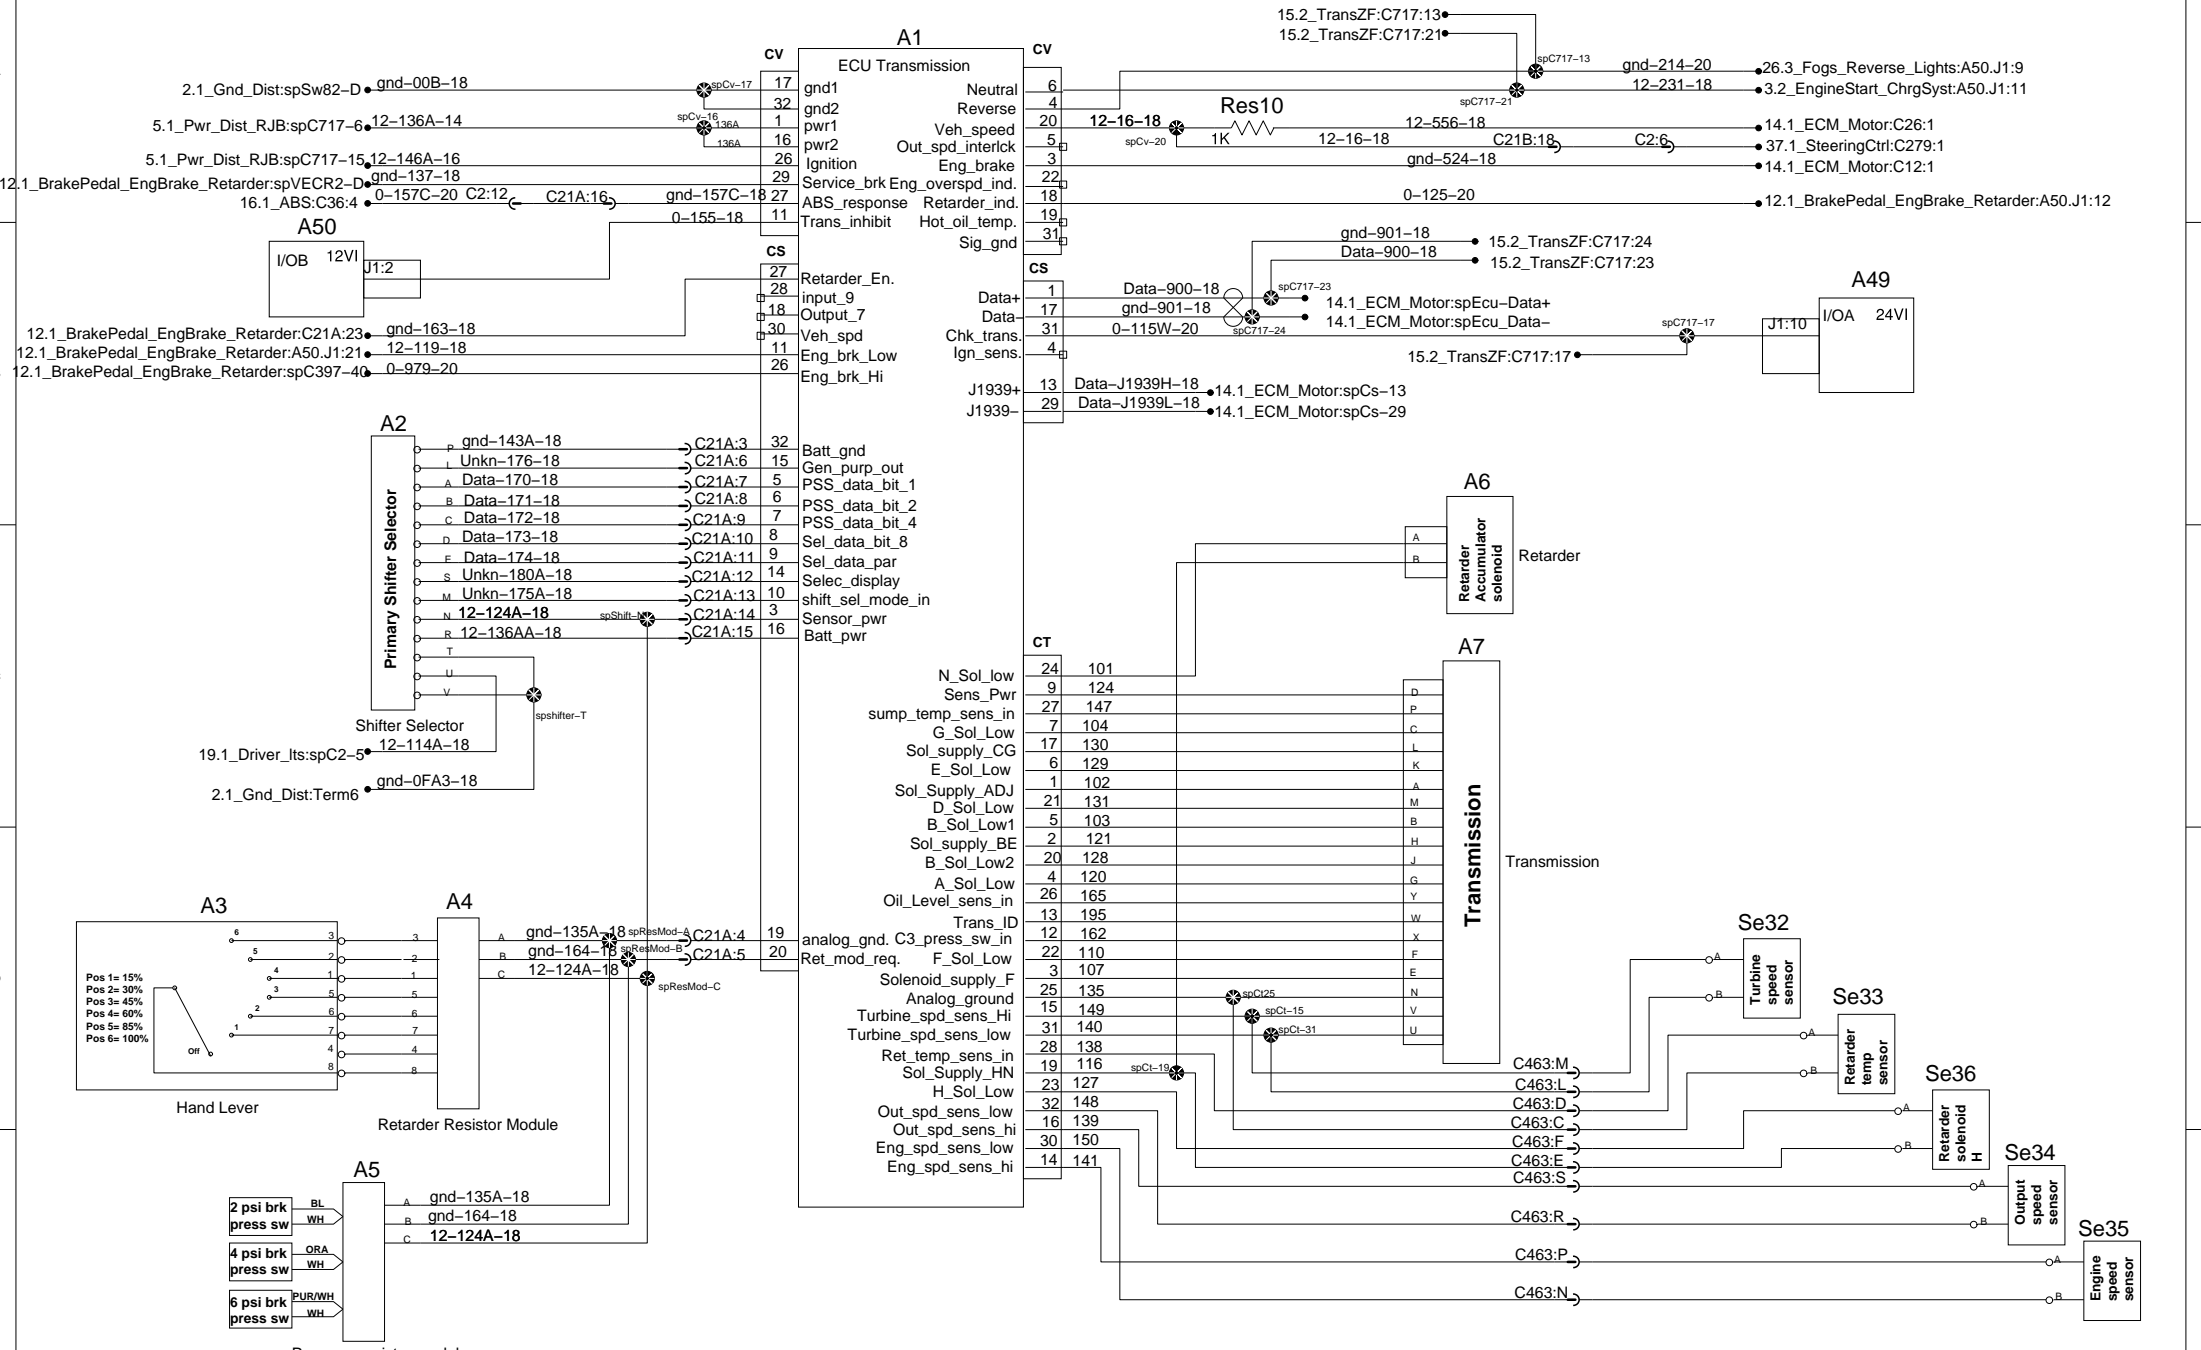 15.2_TransZF:C717:13
15.2_TransZF:C717:21
A1
CV
ECU Transmission
CV
2.1_Gnd_Dist:spSw82–D gnd–00B–18 spCv–17 17 gnd1
32 gnd2
5.1_Pwr_Dist_RJB:spC717–6 12–136A–14 spCv–16 136A 1 pwr1
136A 16 pwr2
5.1_Pwr_Dist_RJB:spC717–15 12–146A–16 26 Ignition
12.1_BrakePedal_EngBrake_Retarder:spVECR2–D gnd–137–18 29 Service_brk
16.1_ABS:C36:4 0–157C–20 C2:12 C21A:16 gnd–157C–18 27 ABS_response
0–155–18 11 Trans_inhibit
Neutral 6 spC717–13 gnd–214–20 26.3_Fogs_Reverse_Lights:A50.J1:9
Reverse 4 spC717–21 12–231–18 3.2_EngineStart_ChrgSyst:A50.J1:11
Res10
Veh_speed 20 12–16–18 1K 12–556–18 14.1_ECM_Motor:C26:1
Out_spd_interlck 5 spCv–20 12–16–18 C21B:18 C2:6 37.1_SteeringCtrl:C279:1
Eng_brake 3 gnd–524–18 14.1_ECM_Motor:C12:1
Eng_overspd_ind. 22
Retarder_ind. 18 0–125–20 12.1_BrakePedal_EngBrake_Retarder:A50.J1:12
Hot_oil_temp. 19
Sig_gnd 31
A50
I/OB 12VI J1:2
CS
27 Retarder_En.
28 input_9
18 Output_7
30 Veh_spd
12.1_BrakePedal_EngBrake_Retarder:C21A:23 gnd–163–18
12.1_BrakePedal_EngBrake_Retarder:A50.J1:21 12–119–18 11 Eng_brk_Low
12.1_BrakePedal_EngBrake_Retarder:spC397–40 0–979–20 26 Eng_brk_Hi
gnd–901–18 15.2_TransZF:C717:24
Data–900–18 15.2_TransZF:C717:23
CS
Data+ 1 Data–900–18 spC717–23 14.1_ECM_Motor:spEcu–Data+
Data– 17 gnd–901–18 spC717–24 14.1_ECM_Motor:spEcu_Data–
Chk_trans. 31 0–115W–20 spC717–17
Ign_sens. 4 15.2_TransZF:C717:17
A49
J1:10 I/OA 24VI
J1939+ 13 Data–J1939H–18 14.1_ECM_Motor:spCs–13
J1939– 29 Data–J1939L–18 14.1_ECM_Motor:spCs–29
A2
Primary Shifter Selector
P gnd–143A–18 C21A:3 32 Batt_gnd
L Unkn–176–18 C21A:6 15 Gen_purp_out
A Data–170–18 C21A:7 5 PSS_data_bit_1
B Data–171–18 C21A:8 6 PSS_data_bit_2
C Data–172–18 C21A:9 7 PSS_data_bit_4
D Data–173–18 C21A:10 8 Sel_data_bit_8
E Data–174–18 C21A:11 9 Sel_data_par
S Unkn–180A–18 C21A:12 14 Selec_display
M Unkn–175A–18 C21A:13 10 shift_sel_mode_in
N 12–124A–18 C21A:14 3 Sensor_pwr
R 12–136AA–18 C21A:15 16 Batt_pwr
T
U
V
spshifter–T
Shifter Selector
19.1_Driver_lts:spC2–5 12–114A–18
2.1_Gnd_Dist:Term6 gnd–0FA3–18
A6
A
B
Retarder Accumulator solenoid
Retarder
CT
N_Sol_low 24 101
Sens_Pwr 9 124 D
sump_temp_sens_in 27 147 P
G_Sol_Low 7 104 C
Sol_supply_CG 17 130 L
E_Sol_Low 6 129 K
Sol_Supply_ADJ 1 102 A
D_Sol_Low 21 131 M
B_Sol_Low1 5 103 B
Sol_supply_BE 2 121 H
B_Sol_Low2 20 128 J
A_Sol_Low 4 120 G
Oil_Level_sens_in 26 165 Y
Trans_ID 13 195 W
C3_press_sw_in 12 162 X
F_Sol_Low 22 110 F
Solenoid_supply_F 3 107 E
Analog_ground 25 135 spCt25 N
Turbine_spd_sens_Hi 15 149 spCt–15 V
Turbine_spd_sens_low 31 140 spCt–31 U
Ret_temp_sens_in 28 138
Sol_Supply_HN 19 116 spCt–19
H_Sol_Low 23 127
Out_spd_sens_low 32 148
Out_spd_sens_hi 16 139
Eng_spd_sens_low 30 150
Eng_spd_sens_hi 14 141
A7
Transmission
Transmission
C463:M
C463:L
C463:D
C463:C
C463:F
C463:E
C463:S
C463:R
C463:P
C463:N
Se32
A
B
Turbine speed sensor
Se33
A
B
Retarder temp sensor
Se36
A
B
Retarder solenoid H
Se34
A
B
Output speed sensor
Se35
A
B
Engine speed sensor
A3
6
5
4
3
2
1
Off
Pos 1= 15%
Pos 2= 30%
Pos 3= 45%
Pos 4= 60%
Pos 5= 85%
Pos 6= 100%
3 3
2 2
1 1
5 5
6 6
7 7
4 4
8 8
Hand Lever
A4
A gnd–135A–18 spResMod–A C21A:4 19 analog_gnd.
B gnd–164–18 spResMod–B C21A:5 20 Ret_mod_req.
C 12–124A–18 spResMod–C
Retarder Resistor Module
A5
2 psi brk press sw BL WH
4 psi brk press sw ORA WH
6 psi brk press sw PUR/WH WH
A gnd–135A–18
B gnd–164–18
C 12–124A–18